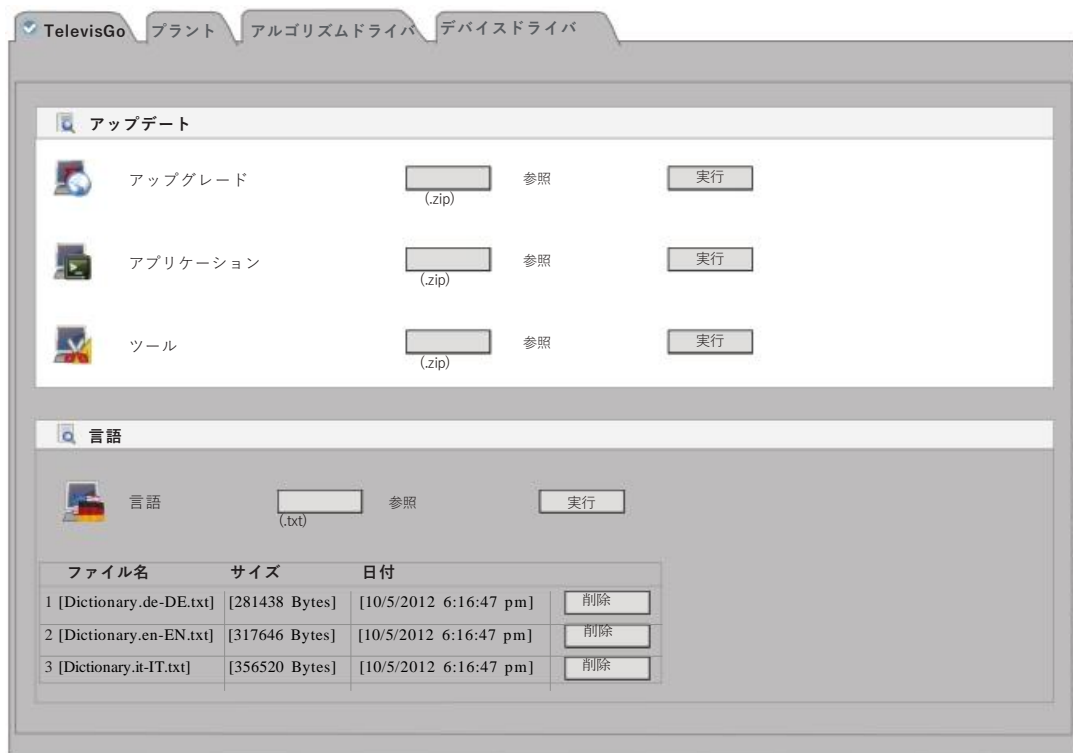 TelevisGo プラント アルゴリズムドライバ デバイスドライバ
アップデート
アップグレード 参照 実行
(.zip)
アプリケーション 参照 実行
(.zip)
ツール 参照 実行
(.zip)
言語
言語 参照 実行
(.txt)
ファイル名 サイズ 日付
1 [Dictionary.de-DE.txt] [281438 Bytes] [10/5/2012 6:16:47 pm] 削除
2 [Dictionary.en-EN.txt] [317646 Bytes] [10/5/2012 6:16:47 pm] 削除
3 [Dictionary.it-IT.txt] [356520 Bytes] [10/5/2012 6:16:47 pm] 削除